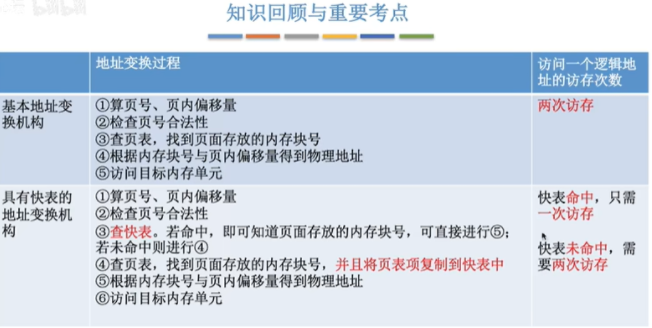 知识回顾与重要考点
地址变换过程
访问一个逻辑地
址的访存次数
基本地址变
换机构
①算页号、页内偏移量
②检查页号合法性
③查页表，找到页面存放的内存块号
④根据内存块号与页内偏移量得到物理地址
⑤访问目标内存单元
两次访存
具有快表的
地址变换机
构
①算页号、页内偏移量
②检查页号合法性
③查快表。若命中，即可知道页面存放的内存块号，可直接进行⑤；
若未命中则进行④
④查页表，找到页面存放的内存块号，并且将页表项复制到快表中
⑤根据内存块号与页内偏移量得到物理地址
⑥访问目标内存单元
快表命中，只需
一次访存
快表未命中，需
要两次访存